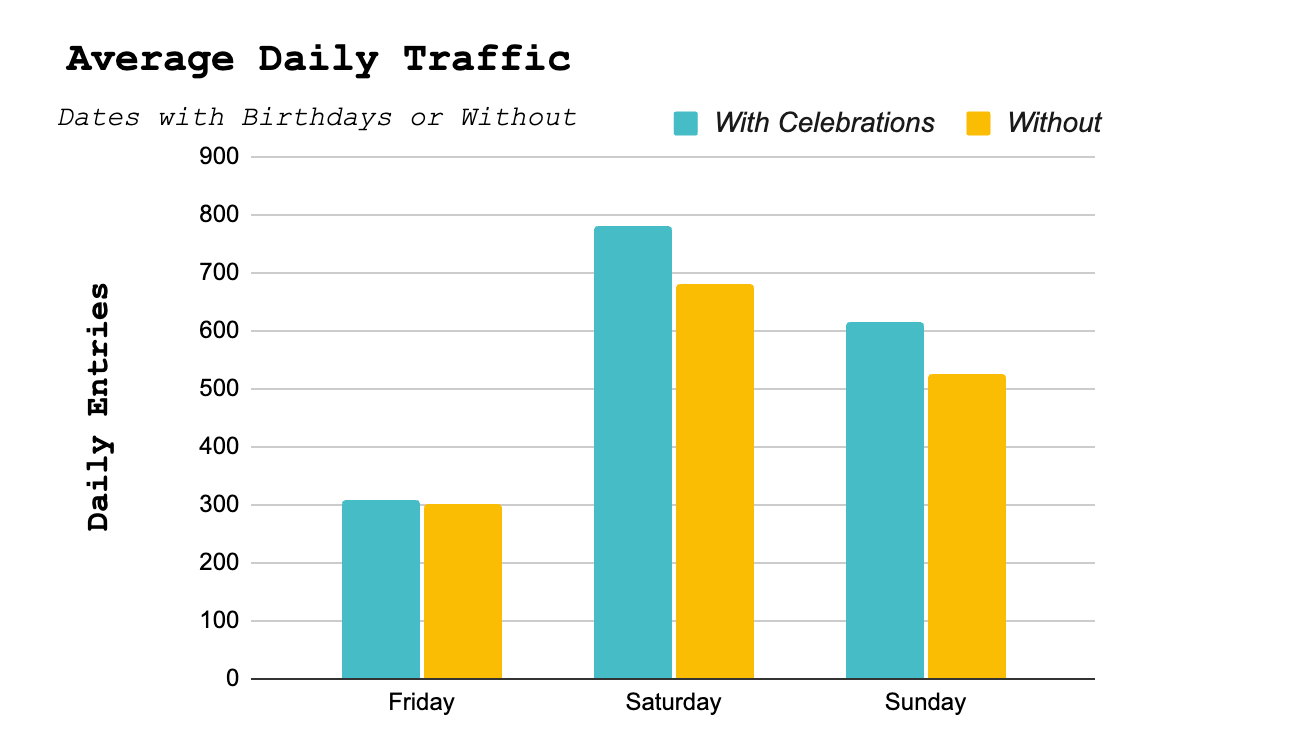 Average Daily Traffic
Dates with Birthdays or Without
With Celebrations Without
900
800
700
600
500
400
300
200
100
0
Daily Entries
Friday Saturday Sunday